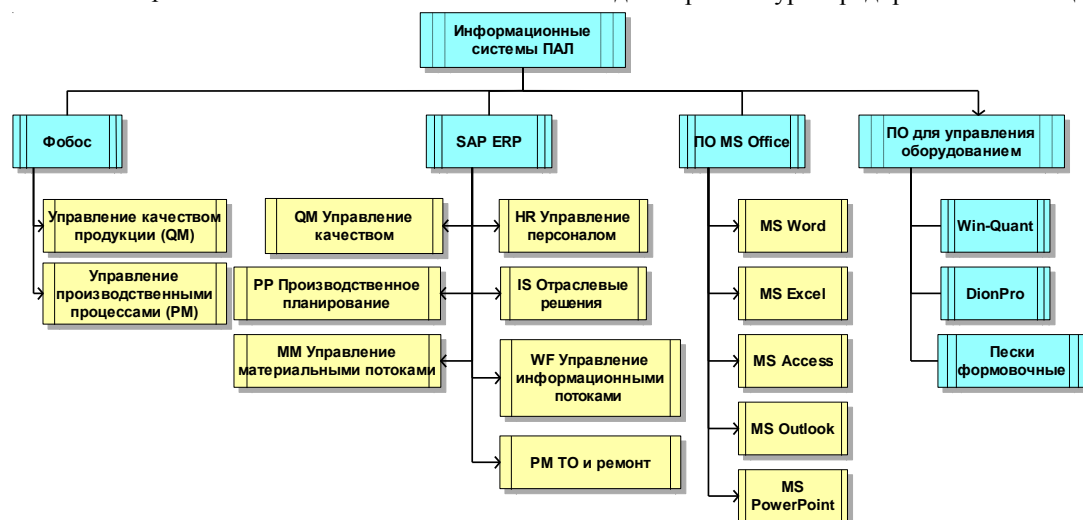 Информационные
системы ПАЛ
Фобос
SAP ERP
ПО MS Office
ПО для управления
оборудованием
Управление качеством
продукции (QM)
Управление
производственными
процессами (PM)
QM Управление
качеством
PP Производственное
планирование
MM Управление
материальными потоками
HR Управление
персоналом
IS Отраслевые
решения
WF Управление
информационными
потоками
PM ТО и ремонт
MS Word
MS Excel
MS Access
MS Outlook
MS
PowerPoint
Win-Quant
DionPro
Пески
формовочные